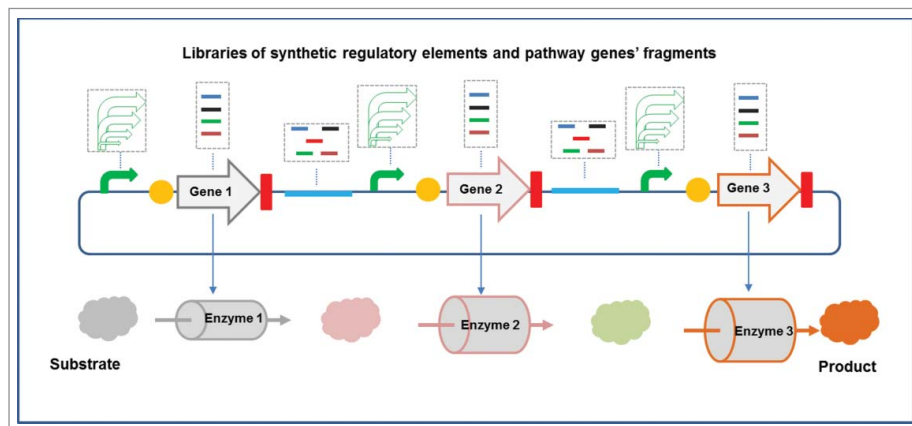 Libraries of synthetic regulatory elements and pathway genes’ fragments
Gene 1
Gene 2
Gene 3
Enzyme 1
Enzyme 2
Enzyme 3
Substrate
Product